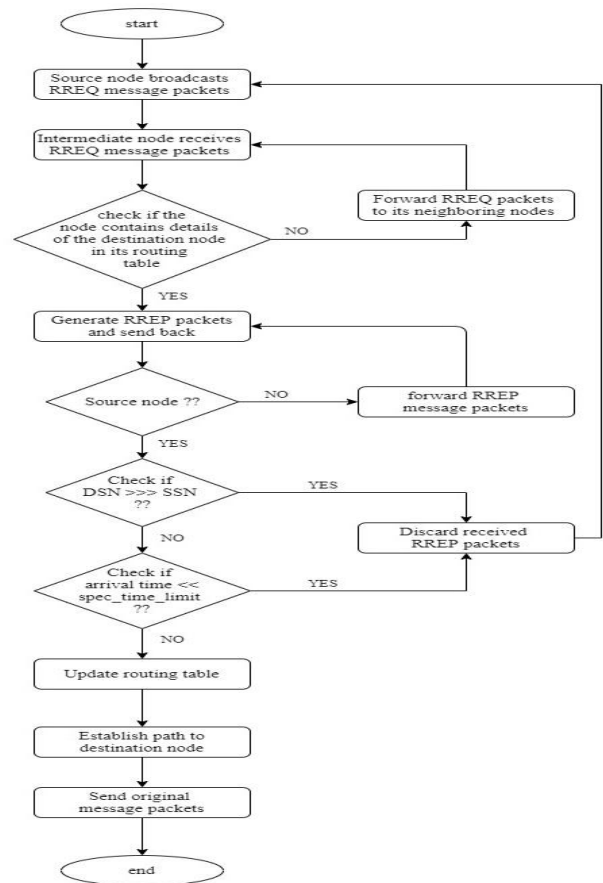 start
Source node broadcasts
RREQ message packets
Intermediate node receives
RREQ message packets
check if the
node contains details
of the destination node
in its routing
table
NO
Forward RREQ packets
to its neighboring nodes
YES
Generate RREP packets
and send back
Source node ??
NO
forward RREP
message packets
YES
Check if
DSN >>> SSN
??
YES
Discard received
RREP packets
NO
Check if
arrival time <<
spec_time_limit
??
YES
NO
Update routing table
Establish path to
destination node
Send original
message packets
end